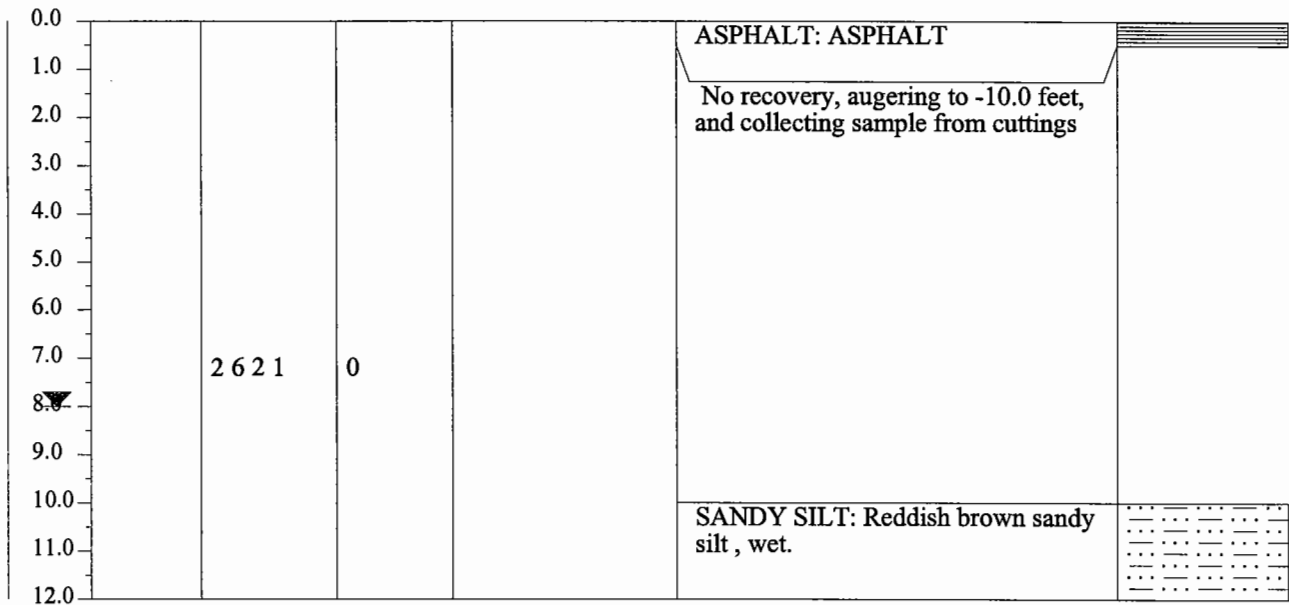 0.0
ASPHALT: ASPHALT
1.0
No recovery, augering to -10.0 feet,
2.0
and collecting sample from cuttings
3.0
4.0
5.0
6.0
7.0
2 6 2 1
0
8.0
9.0
10.0
SANDY SILT: Reddish brown sandy
11.0
silt , wet.
12.0